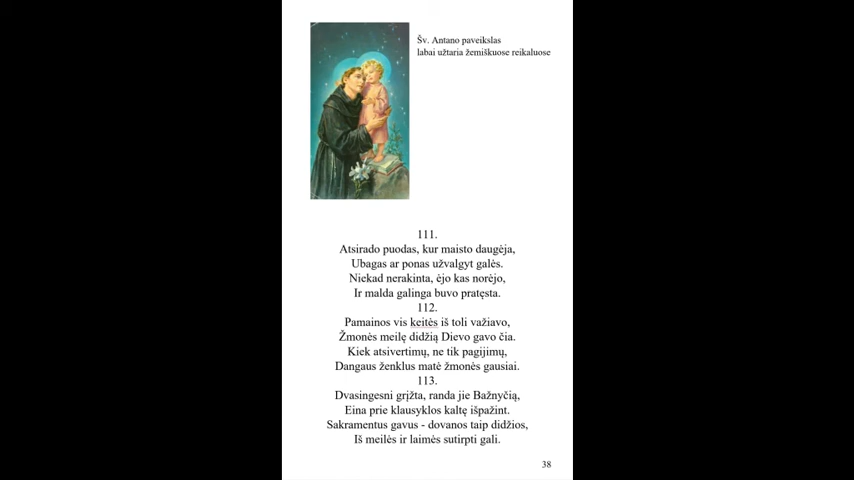 Šv. Antano paveikslas
labai užtaria žemiškuose reikaluose
111.
Atsirado puodas, kur maisto daugėja,
Ubagas ar ponas užvalgyt galės.
Niekad nerakinta, ėjo kas norėjo,
Ir malda galinga buvo pratęsta.
112.
Pamainos vis keitės iš toli važiavo,
Žmonės meilę didžią Dievo gavo čia.
Kiek atsivertimų, ne tik pagijimų,
Dangaus ženklus matė žmonės gausiai.
113.
Dvasingesni grįžta, randa jie Bažnyčią,
Eina prie klausyklos kaltę išpažint.
Sakramentus gavus - dovanos taip didžios,
Iš meilės ir laimės sutirpti gali.
38